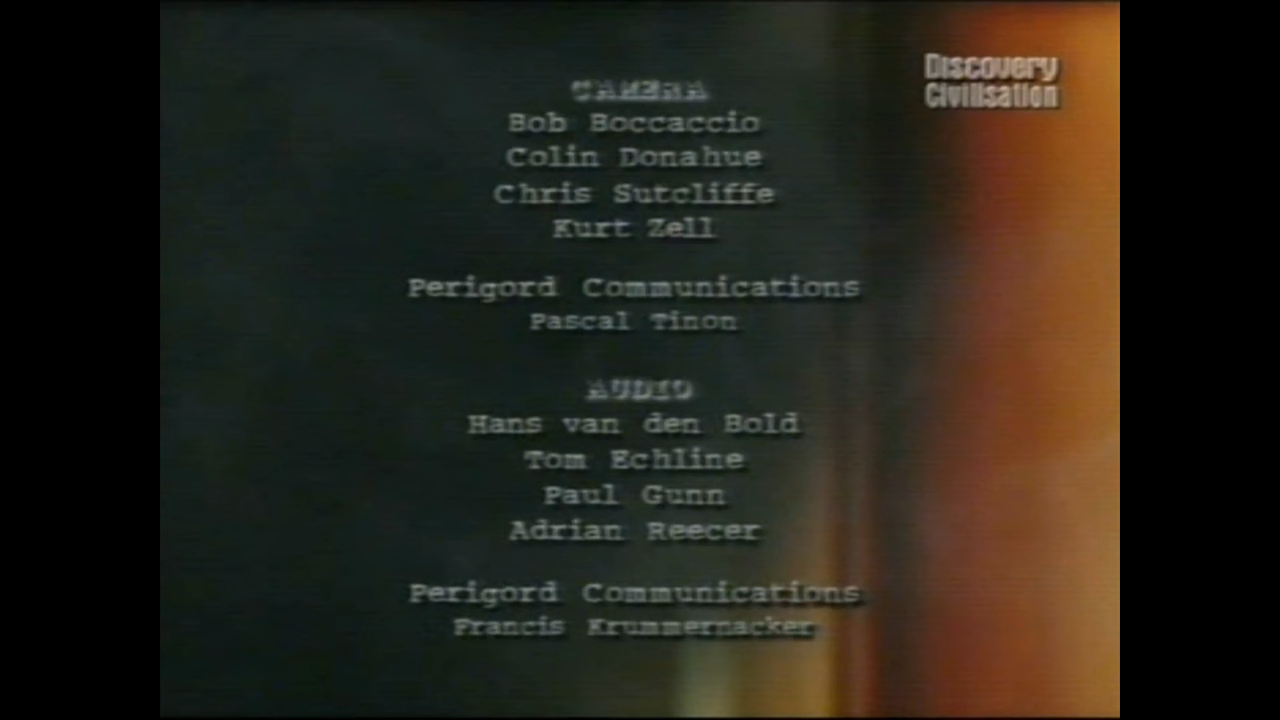 Discovery
Civilisation
CAMERA
Bob Boccaccio
Colin Donahue
Chris Sutcliffe
Kurt Zell
Perigord Communications
Pascal Tinon
AUDIO
Hans van den Bold
Tom Echline
Paul Gunn
Adrian Reecer
Perigord Communications
Francis Krummernacker